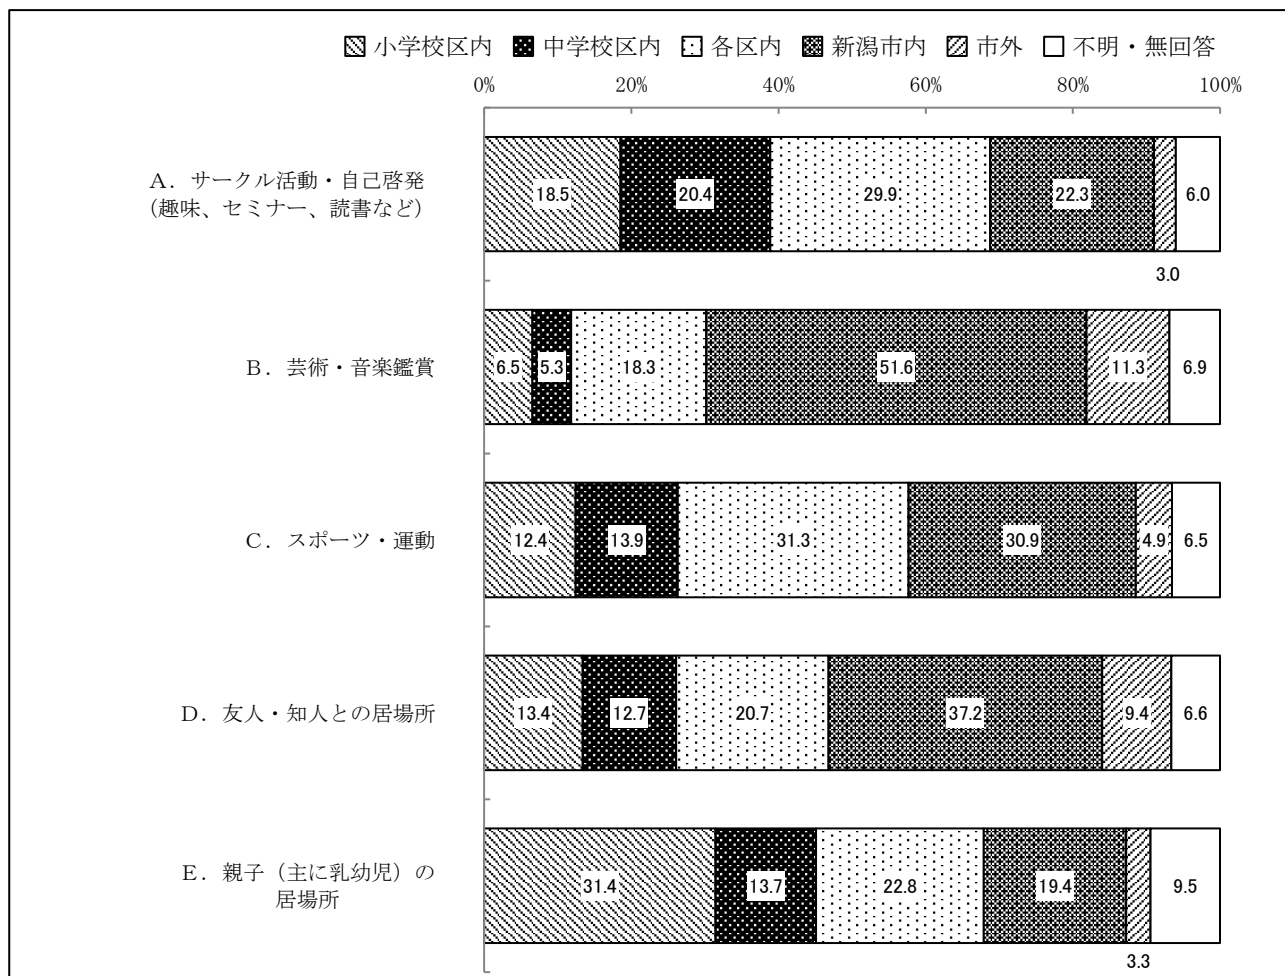 小学校区内 中学校区内 各区内 新潟市内 市外 不明・無回答
0% 20% 40% 60% 80% 100%
A．サークル活動・自己啓発
（趣味、セミナー、読書など）
18.5 20.4 29.9 22.3 6.0
3.0
B．芸術・音楽鑑賞
6.5 5.3 18.3 51.6 11.3 6.9
C．スポーツ・運動
12.4 13.9 31.3 30.9 4.9 6.5
D．友人・知人との居場所
13.4 12.7 20.7 37.2 9.4 6.6
E．親子（主に乳幼児）の
居場所
31.4 13.7 22.8 19.4 9.5
3.3